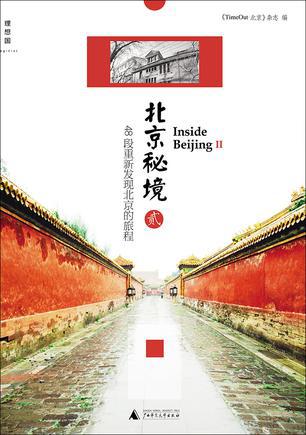 理想国
《TimeOut 北京》杂志 编
北京秘境
贰
Inside
Beijing II
48段重新发现北京的旅程
广西师范大学出版社